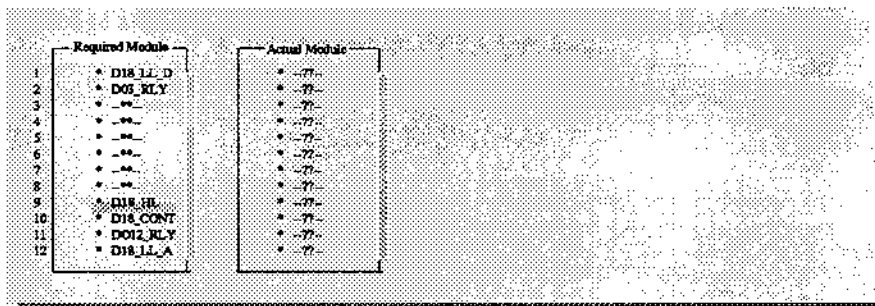 Required Module Actual Module
1 * D18_LL_D * --??--
2 * D03_RLY * --??--
3 * --**-- * --??--
4 * --**-- * --??--
5 * --**-- * --??--
6 * --**-- * --??--
7 * --**-- * --??--
8 * --**-- * --??--
9 * D18_HL * --??--
10 * D18_CONT * --??--
11 * DO12_RLY * --??--
12 * D18_LL_A * --??--